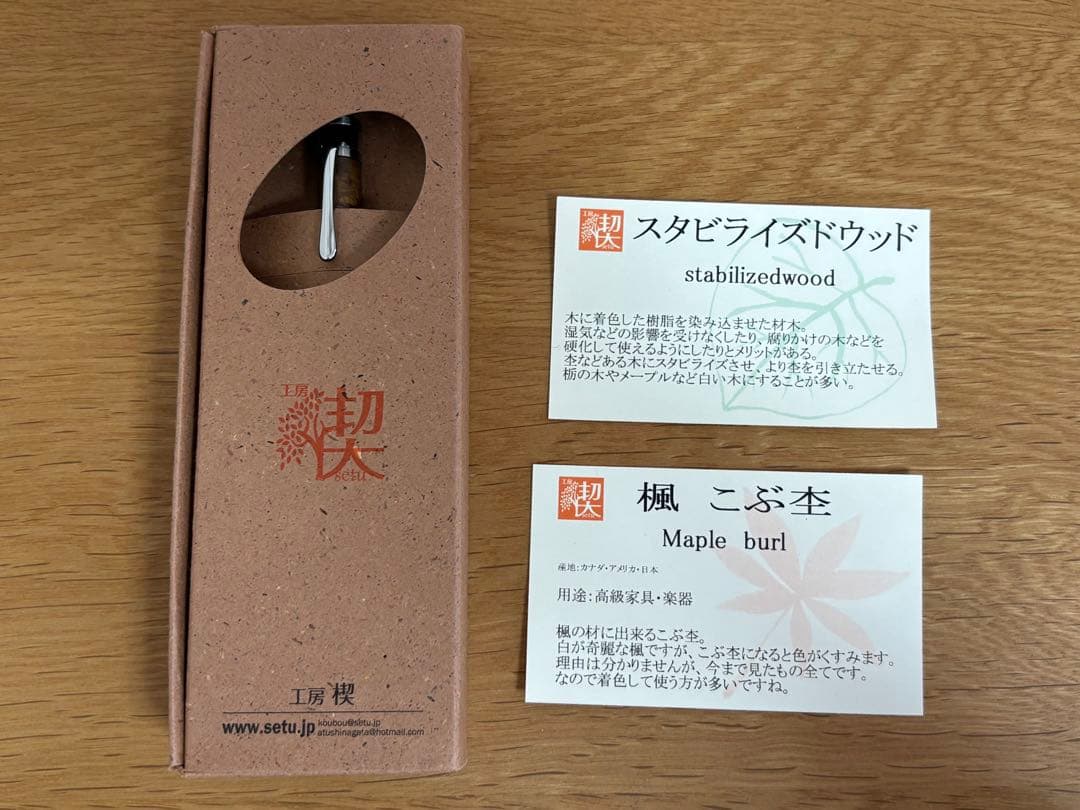 工房
楔
setu
工房 楔
www.setu.jp
koubou@setu.jp
atushinagata@hotmail.com
工房
楔
setu
スタビライズドウッド
stabilizedwood
木に着色した樹脂を染み込ませた材木。
湿気などの影響を受けなくしたり、腐りかけの木などを
硬化して使えるようにしたりとメリットがある。
杢などある木にスタビライズさせ、より杢を引き立たせる。
栃の木やメープルなど白い木にすることが多い。
工房
楔
setu
楓 こぶ杢
Maple burl
産地:カナダ・アメリカ・日本
用途:高級家具・楽器
楓の材に出来るこぶ杢。
白が奇麗な楓ですが、こぶ杢になると色がくすみます。
理由は分かりませんが、今まで見たもの全てです。
なので着色して使う方が多いですね。